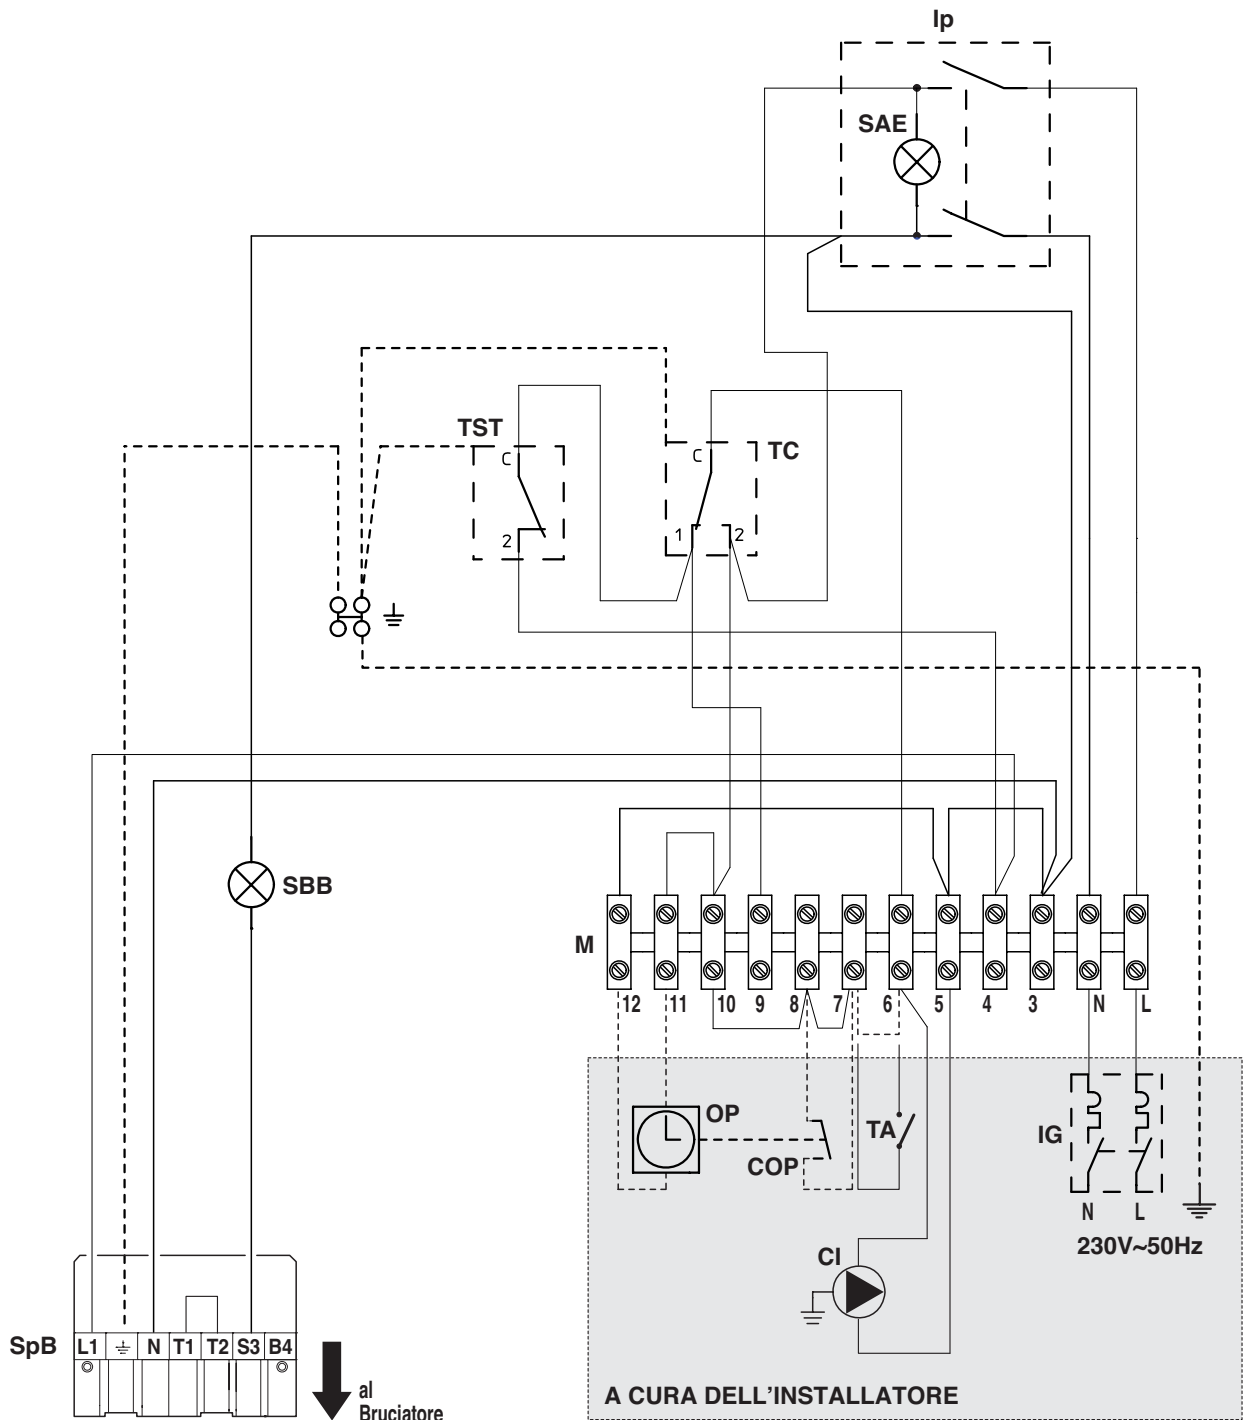 Ip
SAE
TST
C
2
TC
C
1
2
SBB
M
12
11
10
9
8
7
6
5
4
3
N
L
OP
COP
TA
IG
N
L
230V~50Hz
CI
SpB
L1
N
T1
T2
S3
B4
al
Bruciatore
A CURA DELL'INSTALLATORE